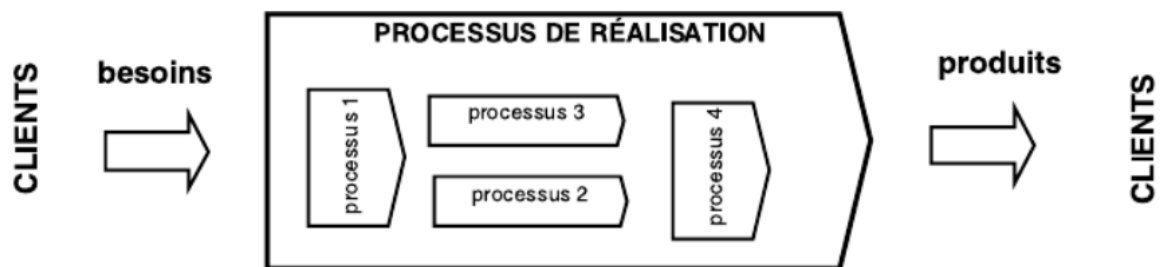 PROCESSUS DE RÉALISATION
CLIENTS
besoins
processus 1
processus 3
processus 2
processus 4
produits
CLIENTS